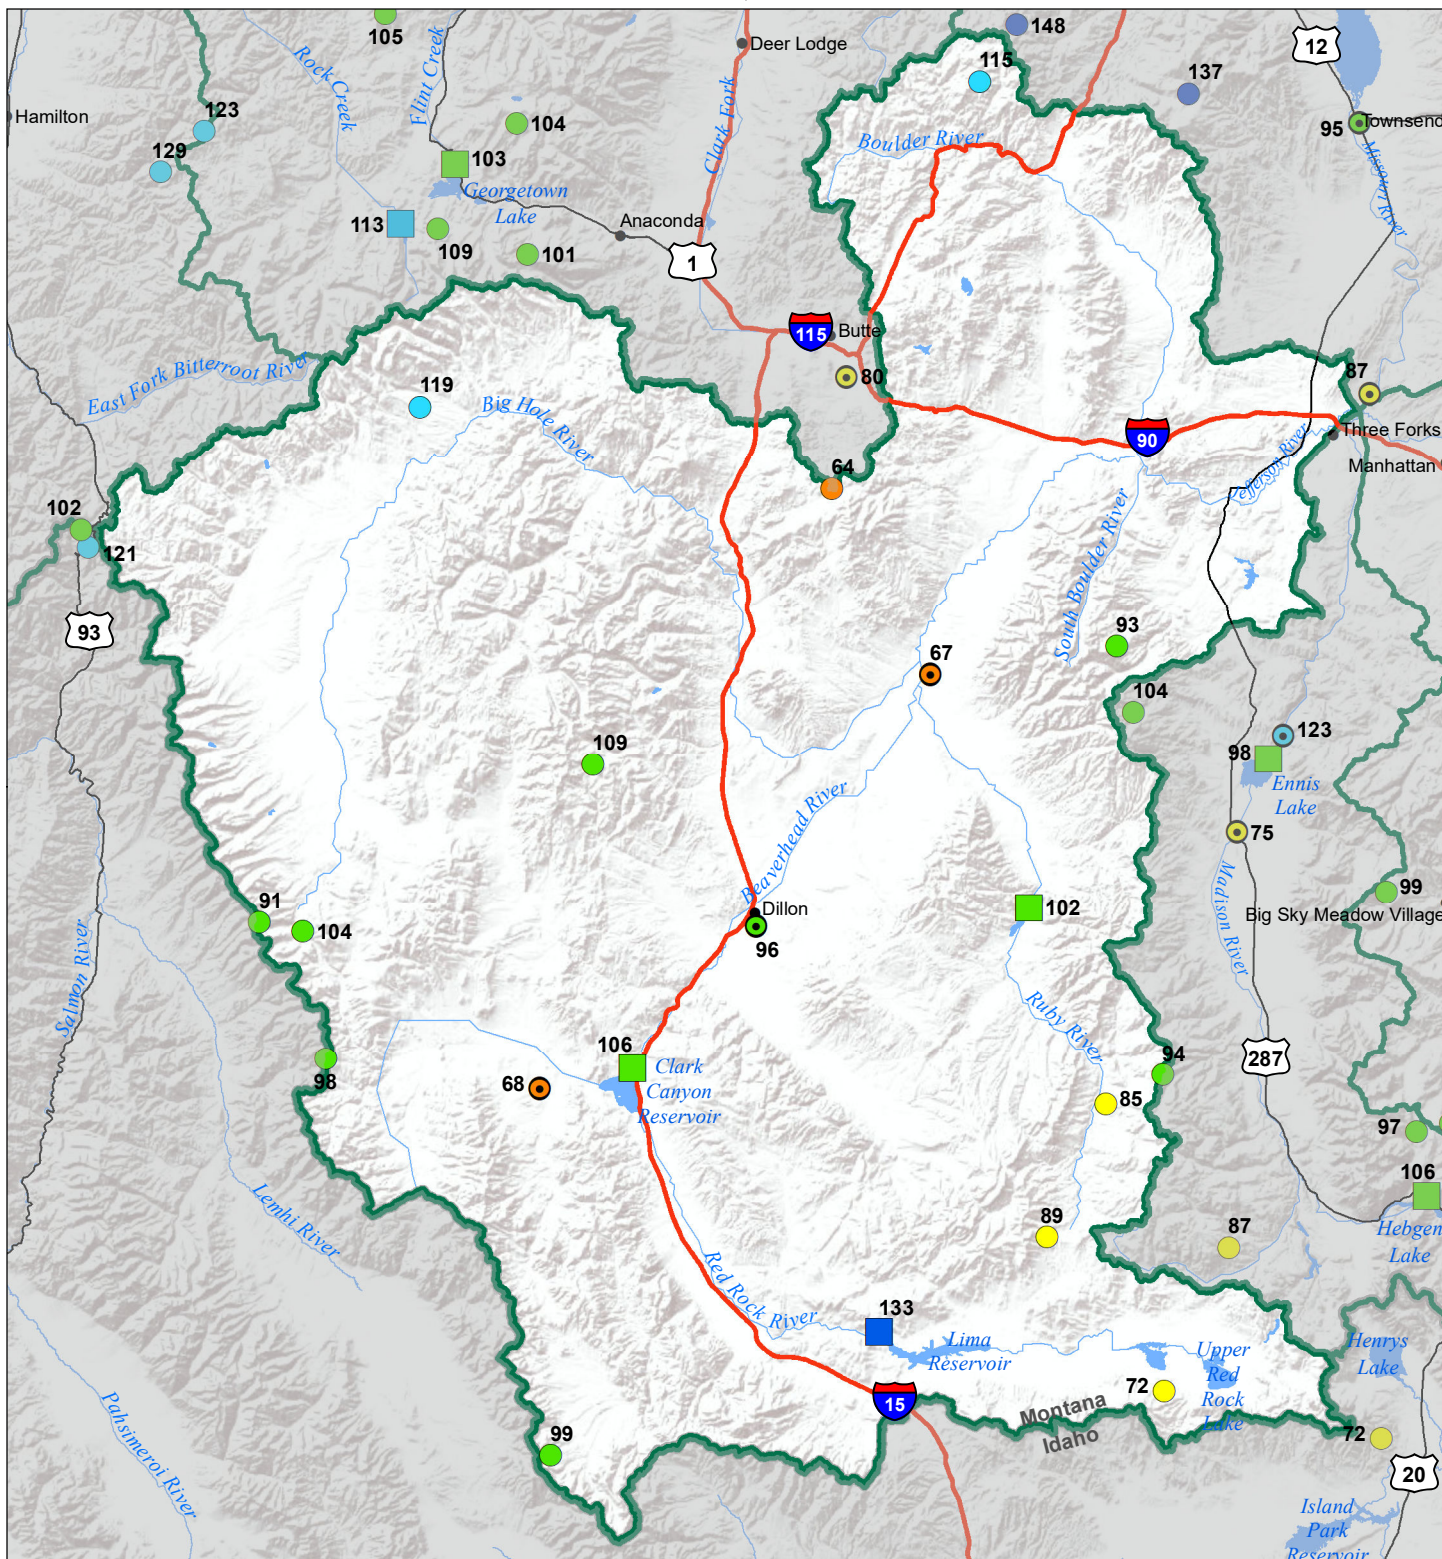 105
148
12
Deer Lodge
115
137
Rock Creek
Flint Creek
Clark Fork
Hamilton
123
104
95
Townsend
129
103
Boulder River
Missouri River
Georgetown
Lake
113
109
101
Anaconda
1
115
Butte
East Fork Bitterroot River
80
87
119
Big Hole River
90
Three Forks
Manhattan
64
Jefferson River
102
121
South Boulder River
93
93
67
104
109
123
98
Ennis
Lake
75
Beaverhead River
Madison River
91
104
Dillon
96
102
99
Big Sky Meadow Village
Salmon River
Ruby River
98
106
Clark
Canyon
Reservoir
68
94
287
85
97
106
Lemhi River
89
87
Hebgen
Lake
Red Rock River
133
Lima
Reservoir
Upper
Red
Rock
Lake
Henrys
Lake
72
15
Montana
Idaho
Pahsimeroi River
99
72
20
Island
Park
Reservoir